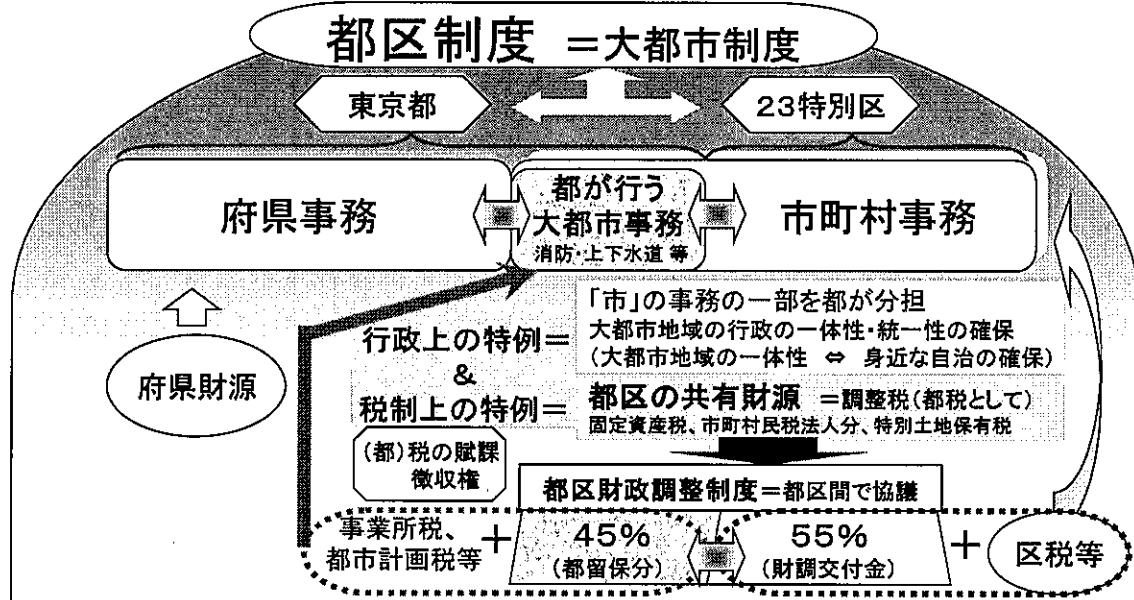 都区制度 =大都市制度
東京都
23特別区
府県事務
都が行う
大都市事務
消防・上下水道 等
市町村事務
府県財源
行政上の特例=
「市」の事務の一部を都が分担
大都市地域の行政の一体性・統一性の確保
(大都市地域の一体性 ⇔ 身近な自治の確保)
&
税制上の特例=
都区の共有財源 =調整税(都税として)
固定資産税、市町村民税法人分、特別土地保有税
(都)税の賦課
徴収権
都区財政調整制度=都区間で協議
事業所税、
都市計画税等
+
45%
(都留保分)
55%
(財調交付金)
+
区税等